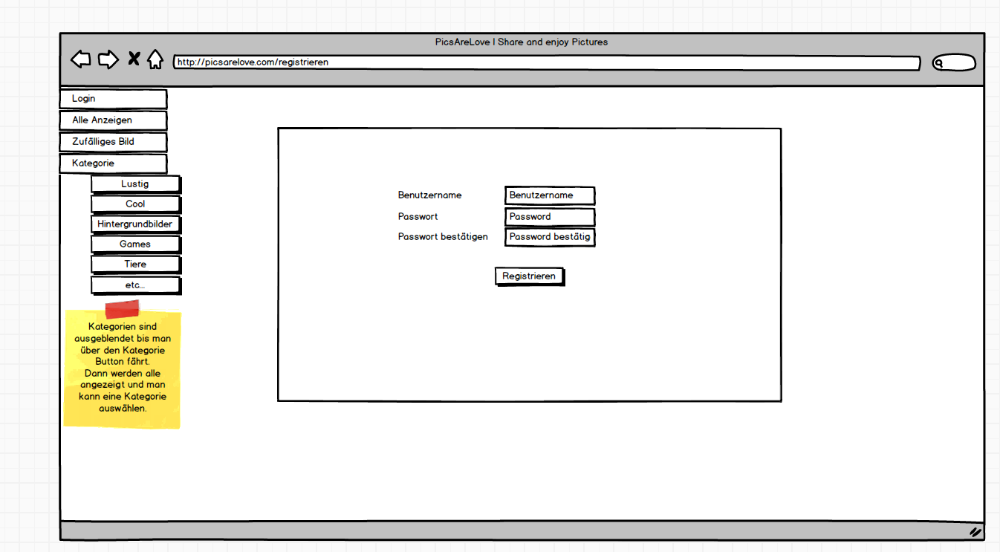 PicsAreLove | Share and enjoy Pictures
http://picsarelove.com/registrieren
Login
Alle Anzeigen
Zufälliges Bild
Kategorie
Lustig
Cool
Hintergrundbilder
Games
Tiere
etc...
Kategorien sind
ausgeblendet bis man
über den Kategorie
Button fährt.
Dann werden alle
angezeigt und man
kann eine Kategorie
auswählen.
Benutzername Benutzername
Passwort Password
Passwort bestätigen Password bestätig
Registrieren